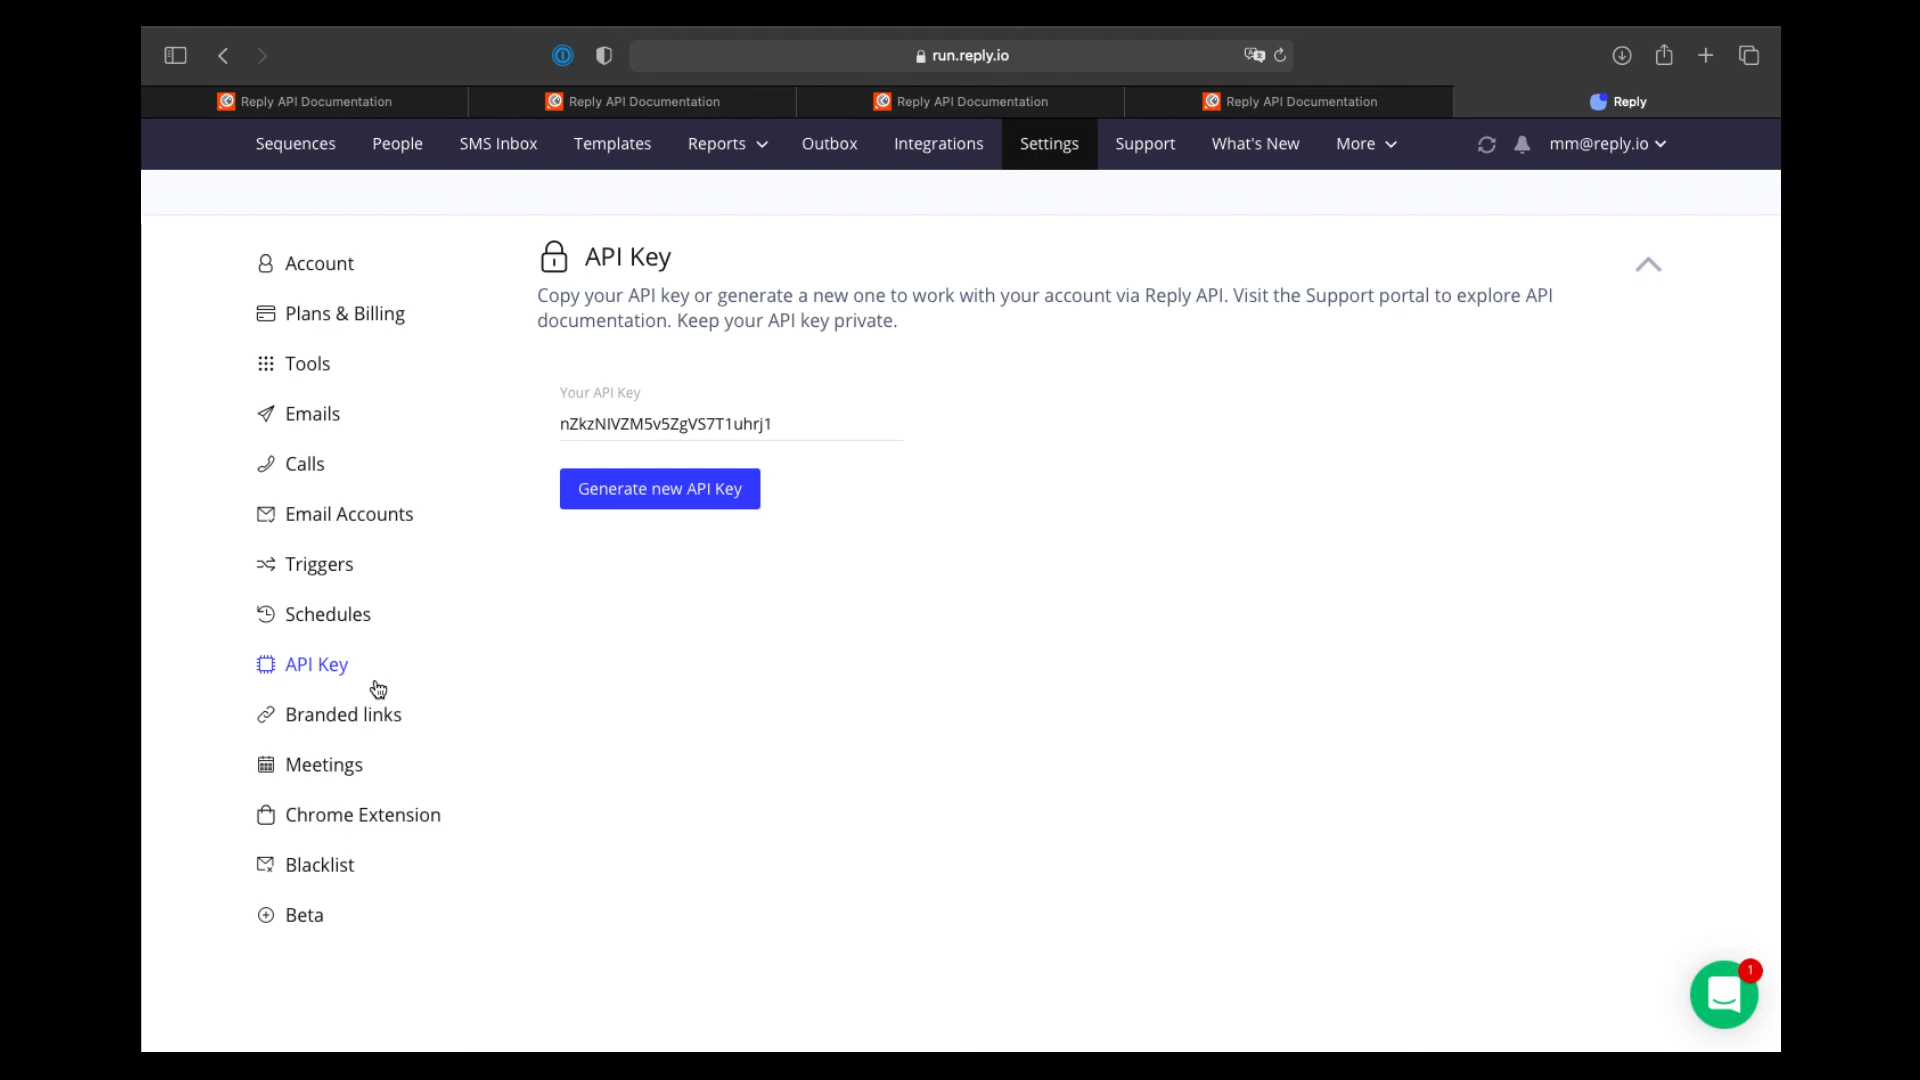 run.reply.io
Reply API Documentation
Reply API Documentation
Reply API Documentation
Reply API Documentation
Reply
Sequences
People
SMS Inbox
Templates
Reports
Outbox
Integrations
Settings
Support
What's New
More
mm@reply.io
Account
Plans & Billing
Tools
Emails
Calls
Email Accounts
Triggers
Schedules
API Key
Branded links
Meetings
Chrome Extension
Blacklist
Beta
API Key
Copy your API key or generate a new one to work with your account via Reply API. Visit the Support portal to explore API
documentation. Keep your API key private.
Your API Key
nZkzNIVZM5v5ZgVS7T1uhrj1
Generate new API Key
1